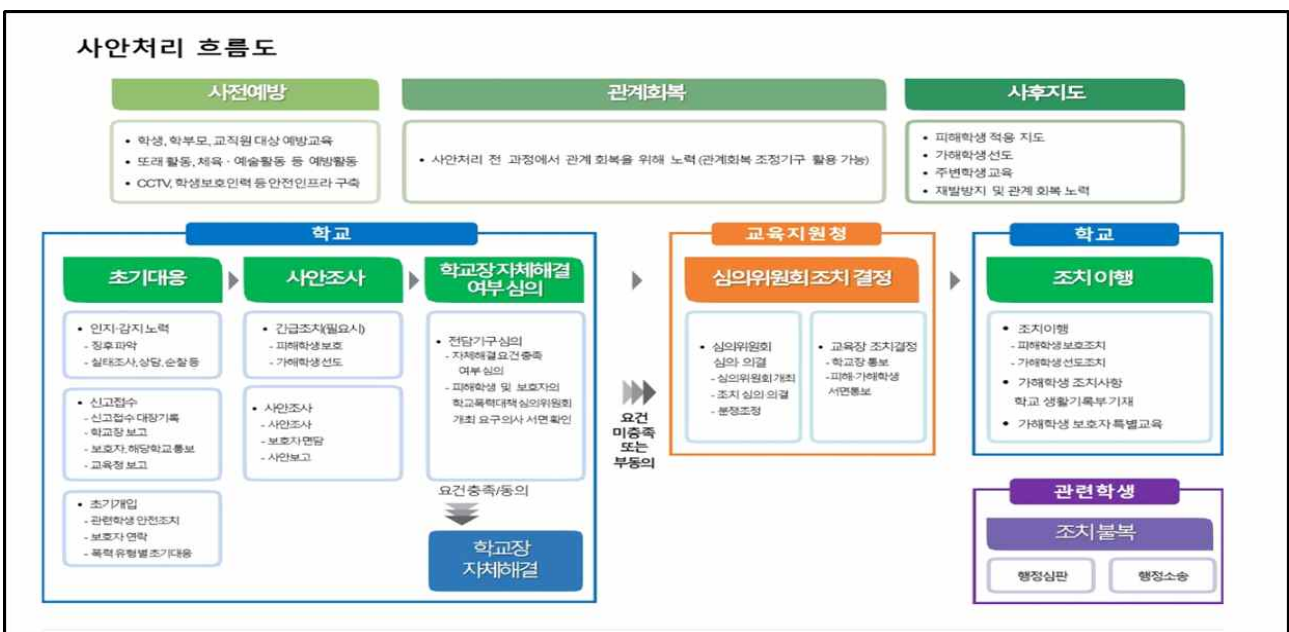 사안처리 흐름도
사전예방
• 학생, 학부모, 교직원 대상 예방교육
• 또래 활동, 체육·예술활동 등 예방활동
• CCTV, 학생보호인력 등 안전인프라 구축
관계회복
• 사안처리 전 과정에서 관계 회복을 위해 노력 (관계회복 조정기구 활용 가능)
사후지도
• 피해학생 적응 지도
• 가해학생 선도
• 주변학생 교육
• 재발방지 및 관계 회복 노력
학교
초기대응
• 인지·감지 노력
- 징후 파악
- 실태조사, 상담, 순찰 등
• 신고접수
- 신고접수 대장기록
- 학교장 보고
- 보호자, 해당학교 통보
- 교육청 보고
• 초기개입
- 관련학생 안전조치
- 보호자 연락
- 폭력 유형별 초기대응
사안조사
• 긴급조치(필요시)
- 피해학생 보호
- 가해학생 선도
• 사안조사
- 사안조사
- 보호자 면담
- 사안보고
학교장 자체해결
여부 심의
• 전담기구 심의
- 자체해결 요건 충족
여부 심의
- 피해학생 및 보호자의
학교폭력대책 심의위원회
개최 요구의사 서면 확인
요건충족/동의
학교장
자체해결
요건
미충족
또는
부동의
교육지원청
심의위원회 조치 결정
• 심의위원회
심의·의결
- 심의위원회 개최
- 조치 심의 의결
- 분쟁조정
• 교육장 조치결정
- 학교장 통보
- 피해·가해학생
서면통보
학교
조치 이행
• 조치이행
- 피해학생 보호조치
- 가해학생 선도조치
• 가해학생 조치사항
학교 생활기록부 기재
• 가해학생 보호자 특별교육
관련학생
조치 불복
행정심판
행정소송